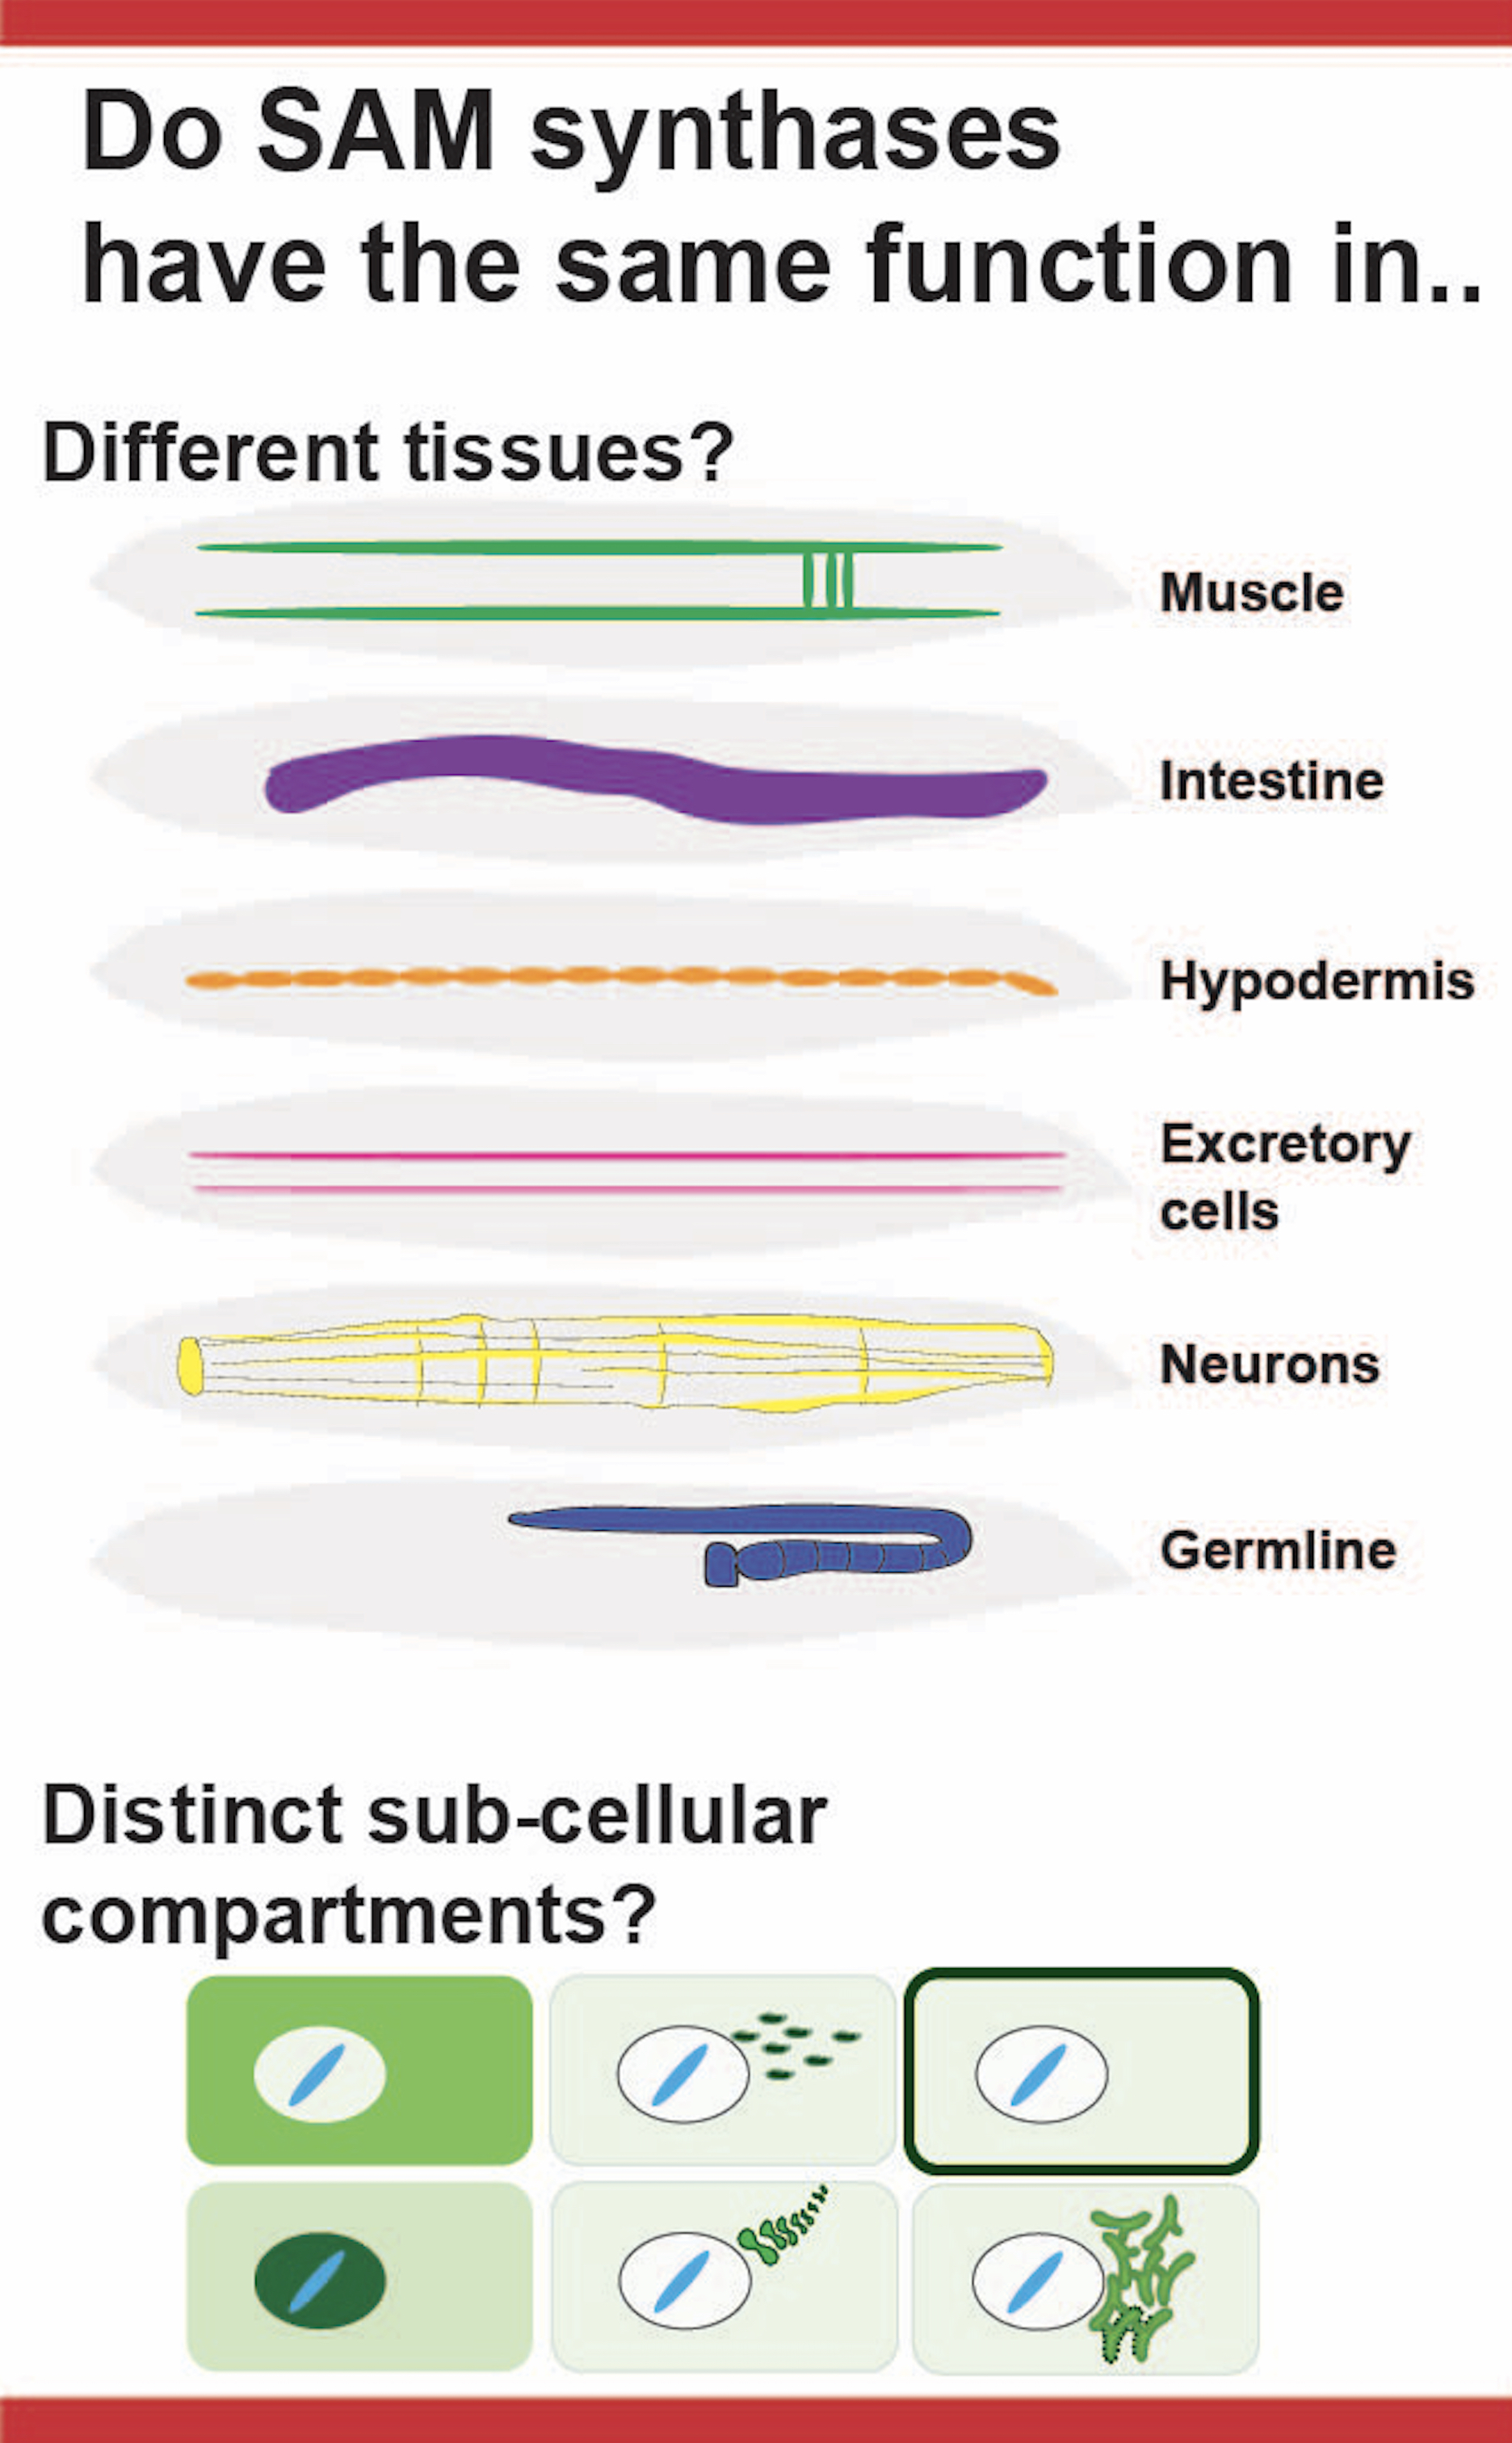 Do SAM synthases
have the same function in..
Different tissues?
Muscle
Intestine
Hypodermis
Excretory
cells
Neurons
Germline
Distinct sub-cellular
compartments?